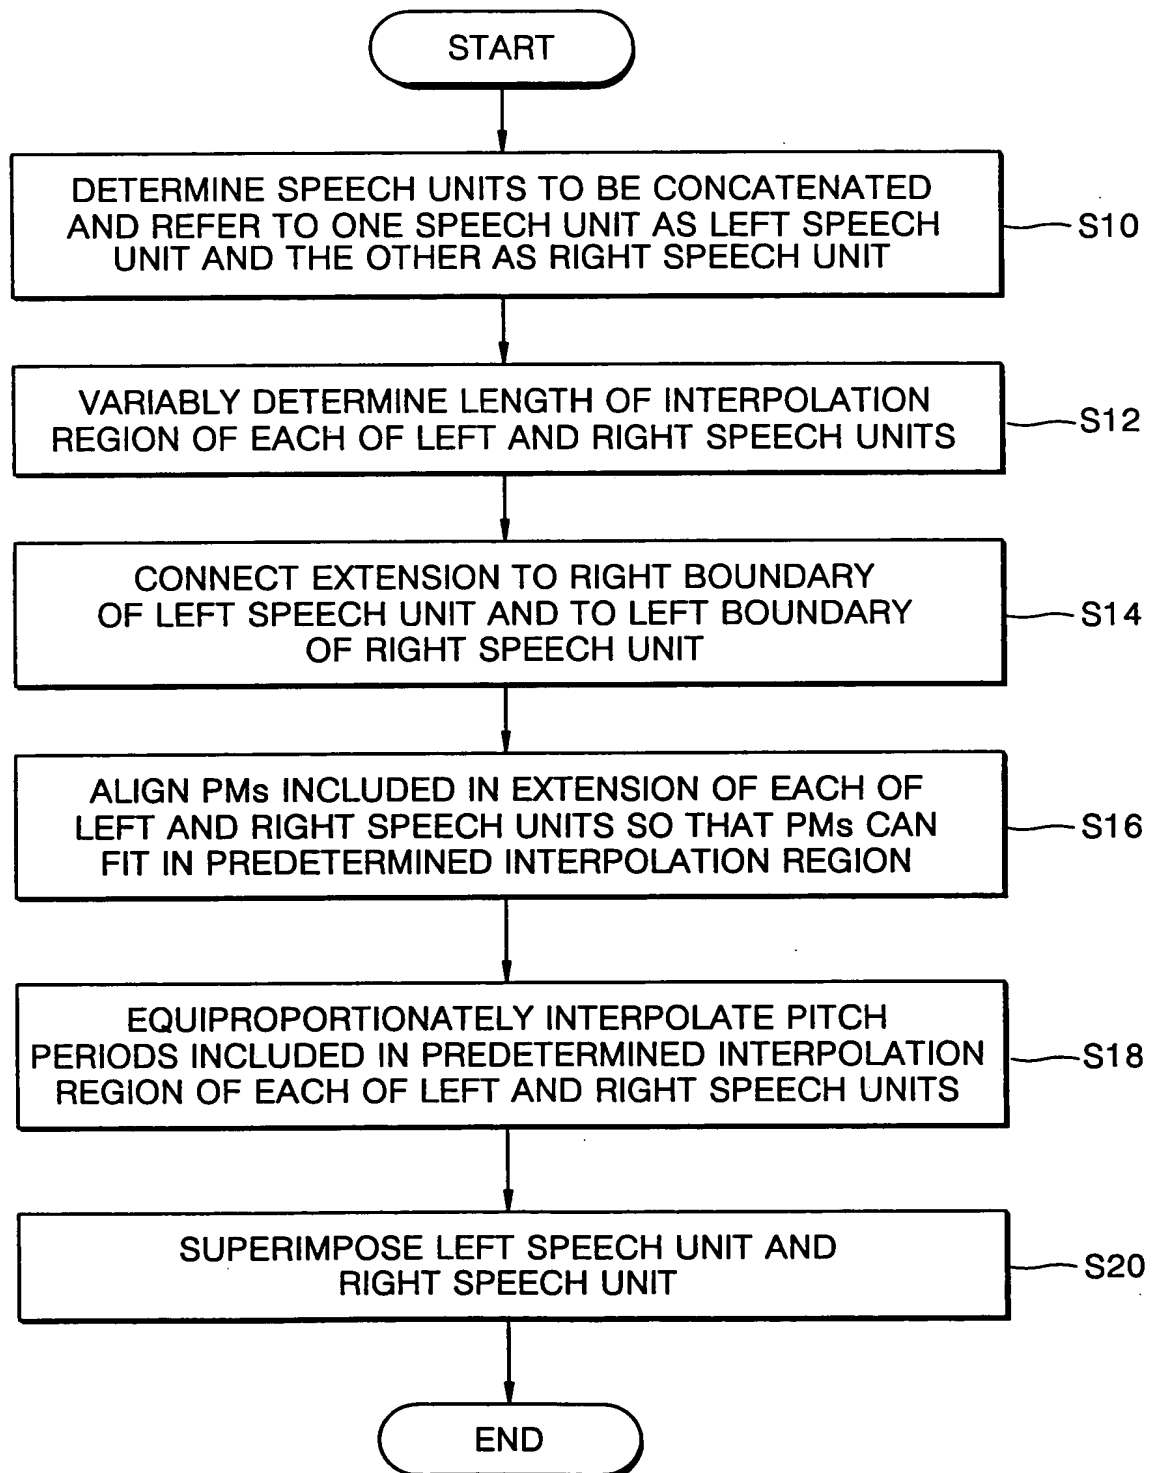 START
DETERMINE SPEECH UNITS TO BE CONCATENATED
AND REFER TO ONE SPEECH UNIT AS LEFT SPEECH
UNIT AND THE OTHER AS RIGHT SPEECH UNIT
S10
VARIABLY DETERMINE LENGTH OF INTERPOLATION
REGION OF EACH OF LEFT AND RIGHT SPEECH UNITS
S12
CONNECT EXTENSION TO RIGHT BOUNDARY
OF LEFT SPEECH UNIT AND TO LEFT BOUNDARY
OF RIGHT SPEECH UNIT
S14
ALIGN PMs INCLUDED IN EXTENSION OF EACH OF
LEFT AND RIGHT SPEECH UNITS SO THAT PMs CAN
FIT IN PREDETERMINED INTERPOLATION REGION
S16
EQUIPROPORTIONATELY INTERPOLATE PITCH
PERIODS INCLUDED IN PREDETERMINED INTERPOLATION
REGION OF EACH OF LEFT AND RIGHT SPEECH UNITS
S18
SUPERIMPOSE LEFT SPEECH UNIT AND
RIGHT SPEECH UNIT
S20
END